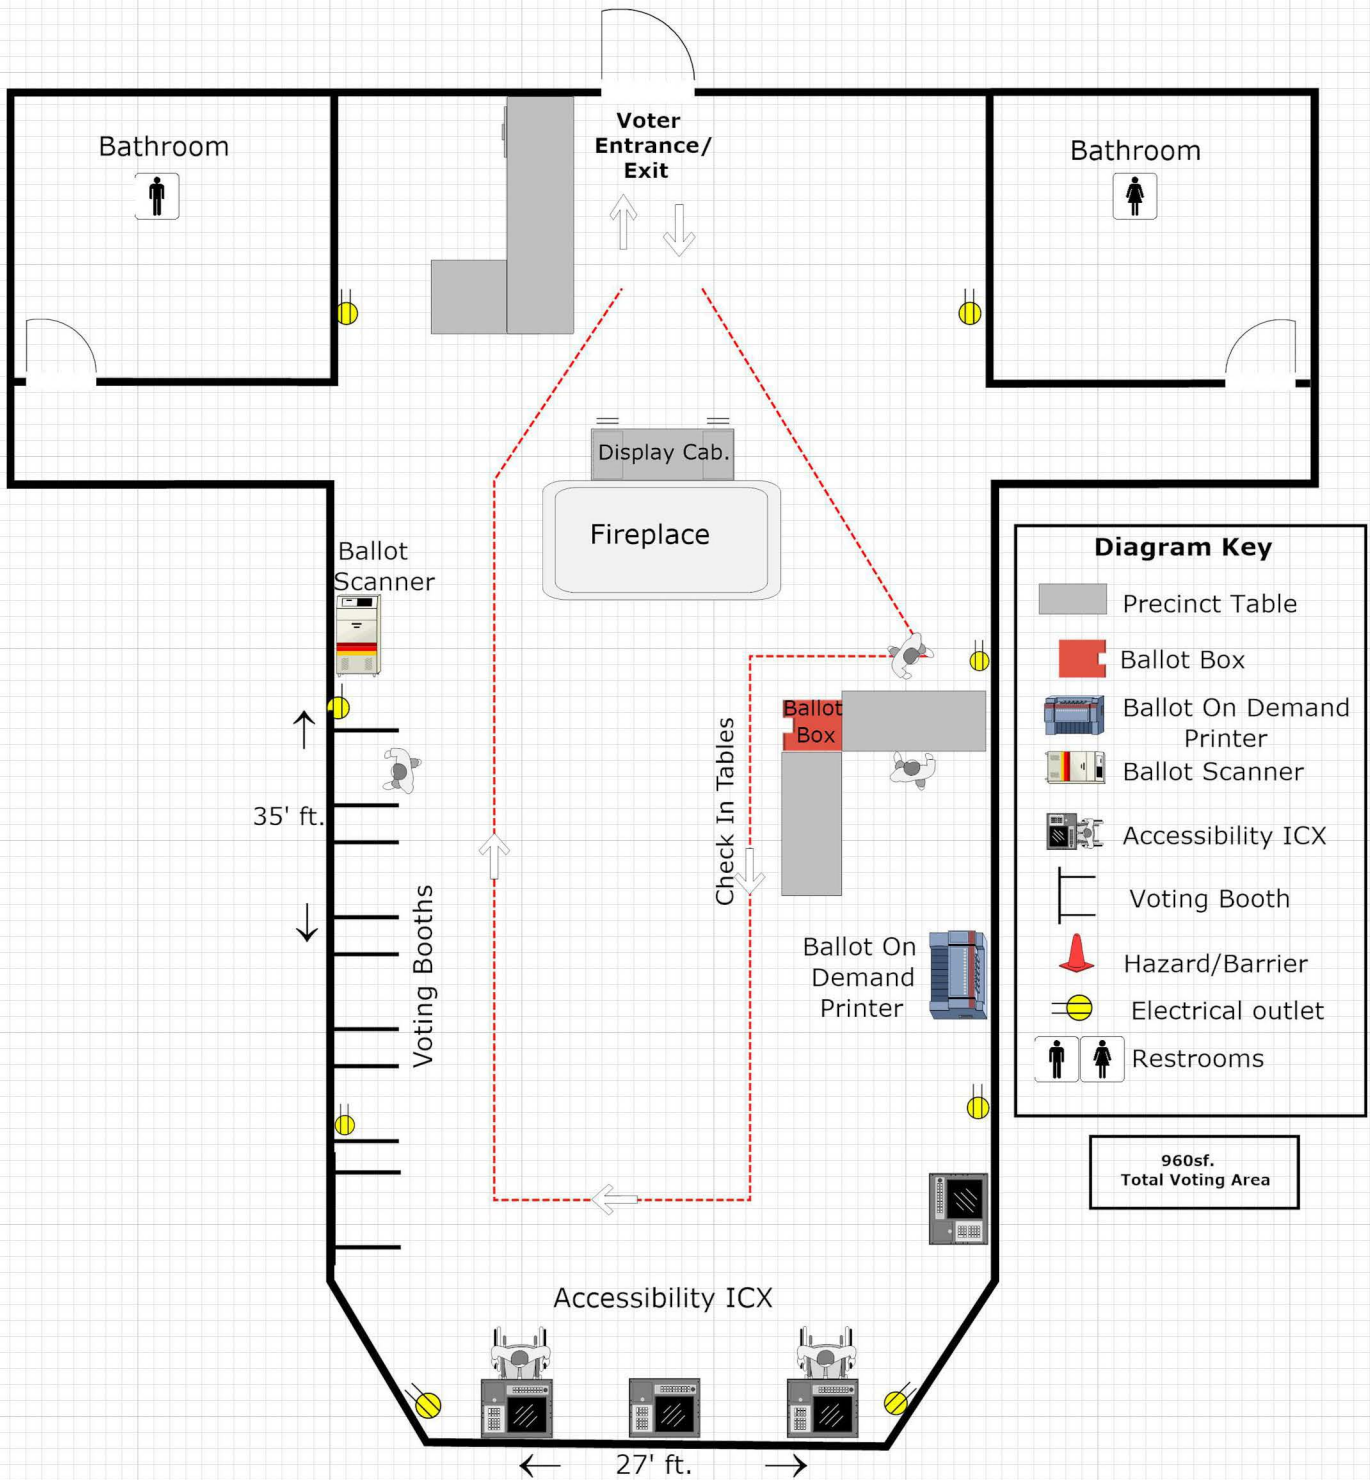 Voter
Entrance/
Exit
Bathroom
Bathroom
Display Cab.
Fireplace
Ballot
Scanner
Ballot
Box
Check In Tables
35' ft.
Voting Booths
Ballot On
Demand
Printer
Accessibility ICX
27' ft.
Diagram Key
Precinct Table
Ballot Box
Ballot On Demand
Printer
Ballot Scanner
Accessibility ICX
Voting Booth
Hazard/Barrier
Electrical outlet
Restrooms
960sf.
Total Voting Area